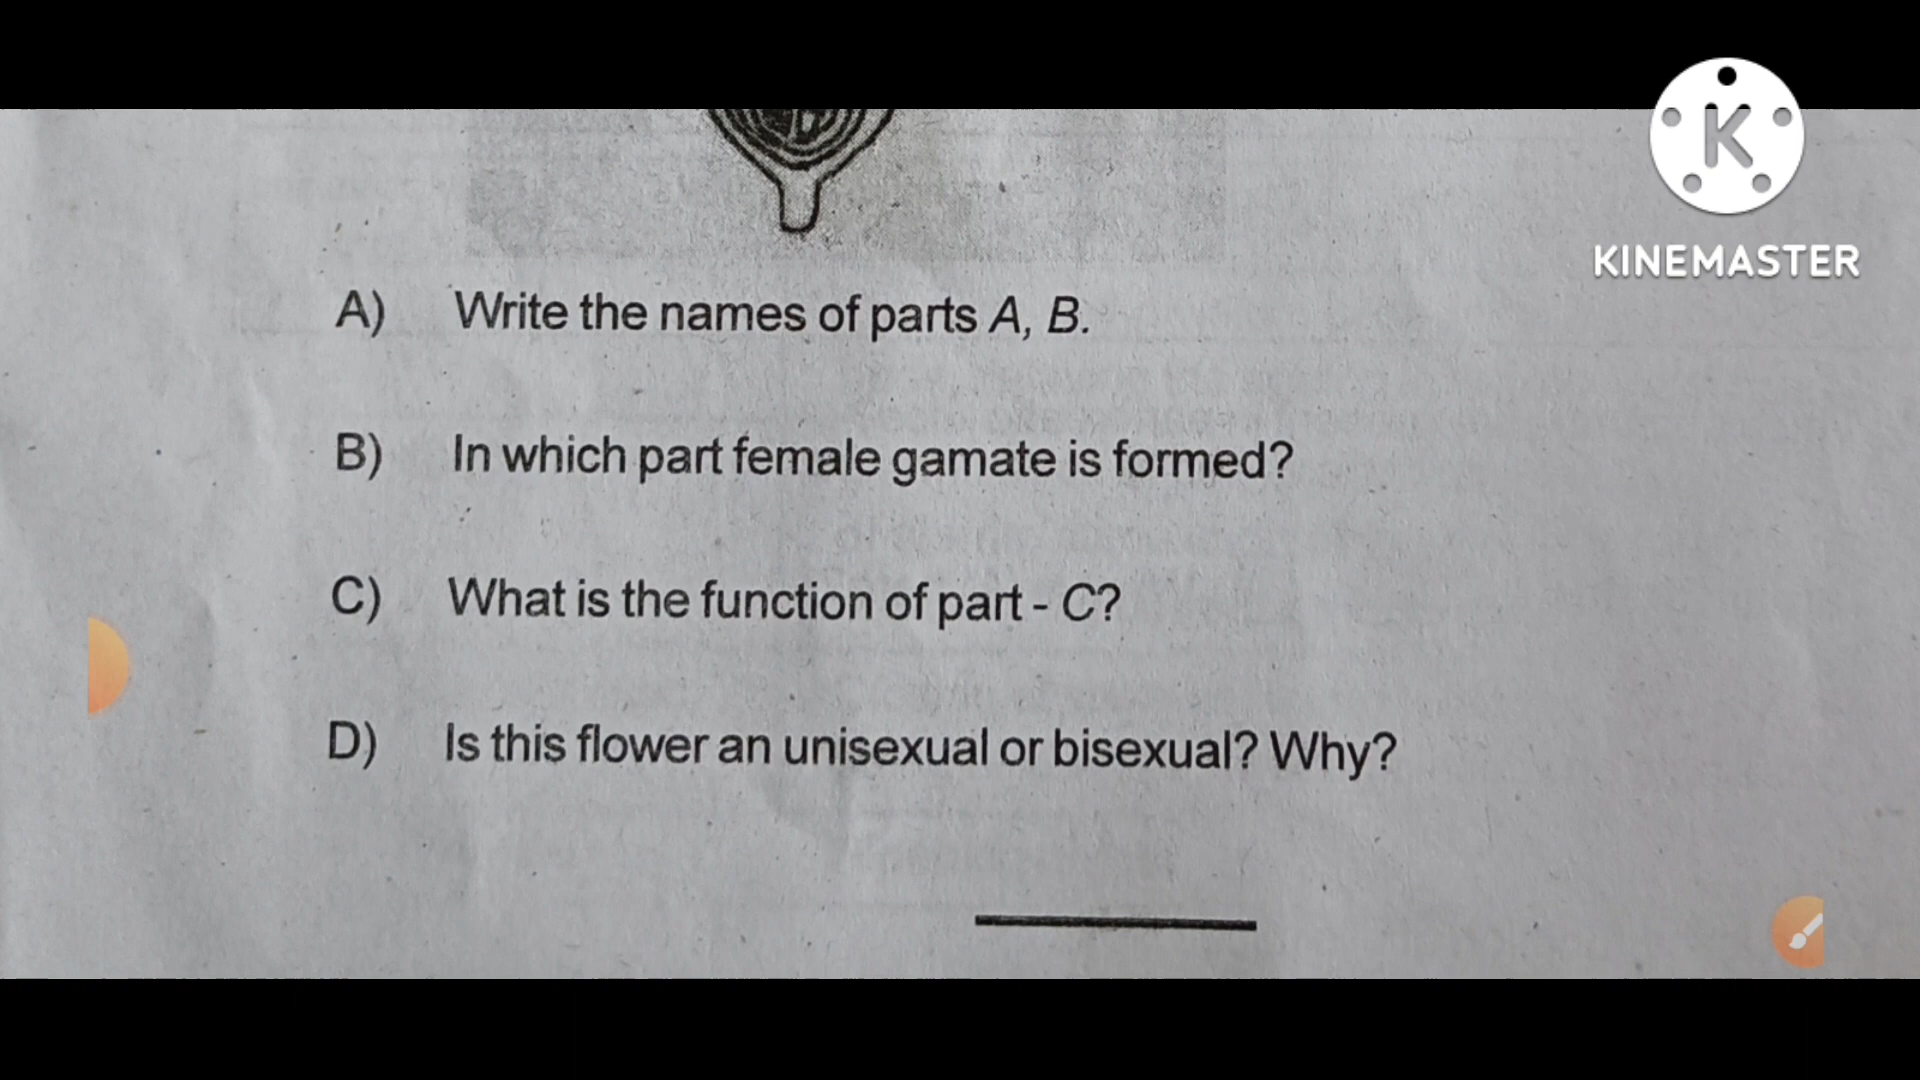 K
KINEMASTER
A) Write the names of parts A, B.
B) In which part female gamate is formed?
C) What is the function of part - C?
D) Is this flower an unisexual or bisexual? Why?